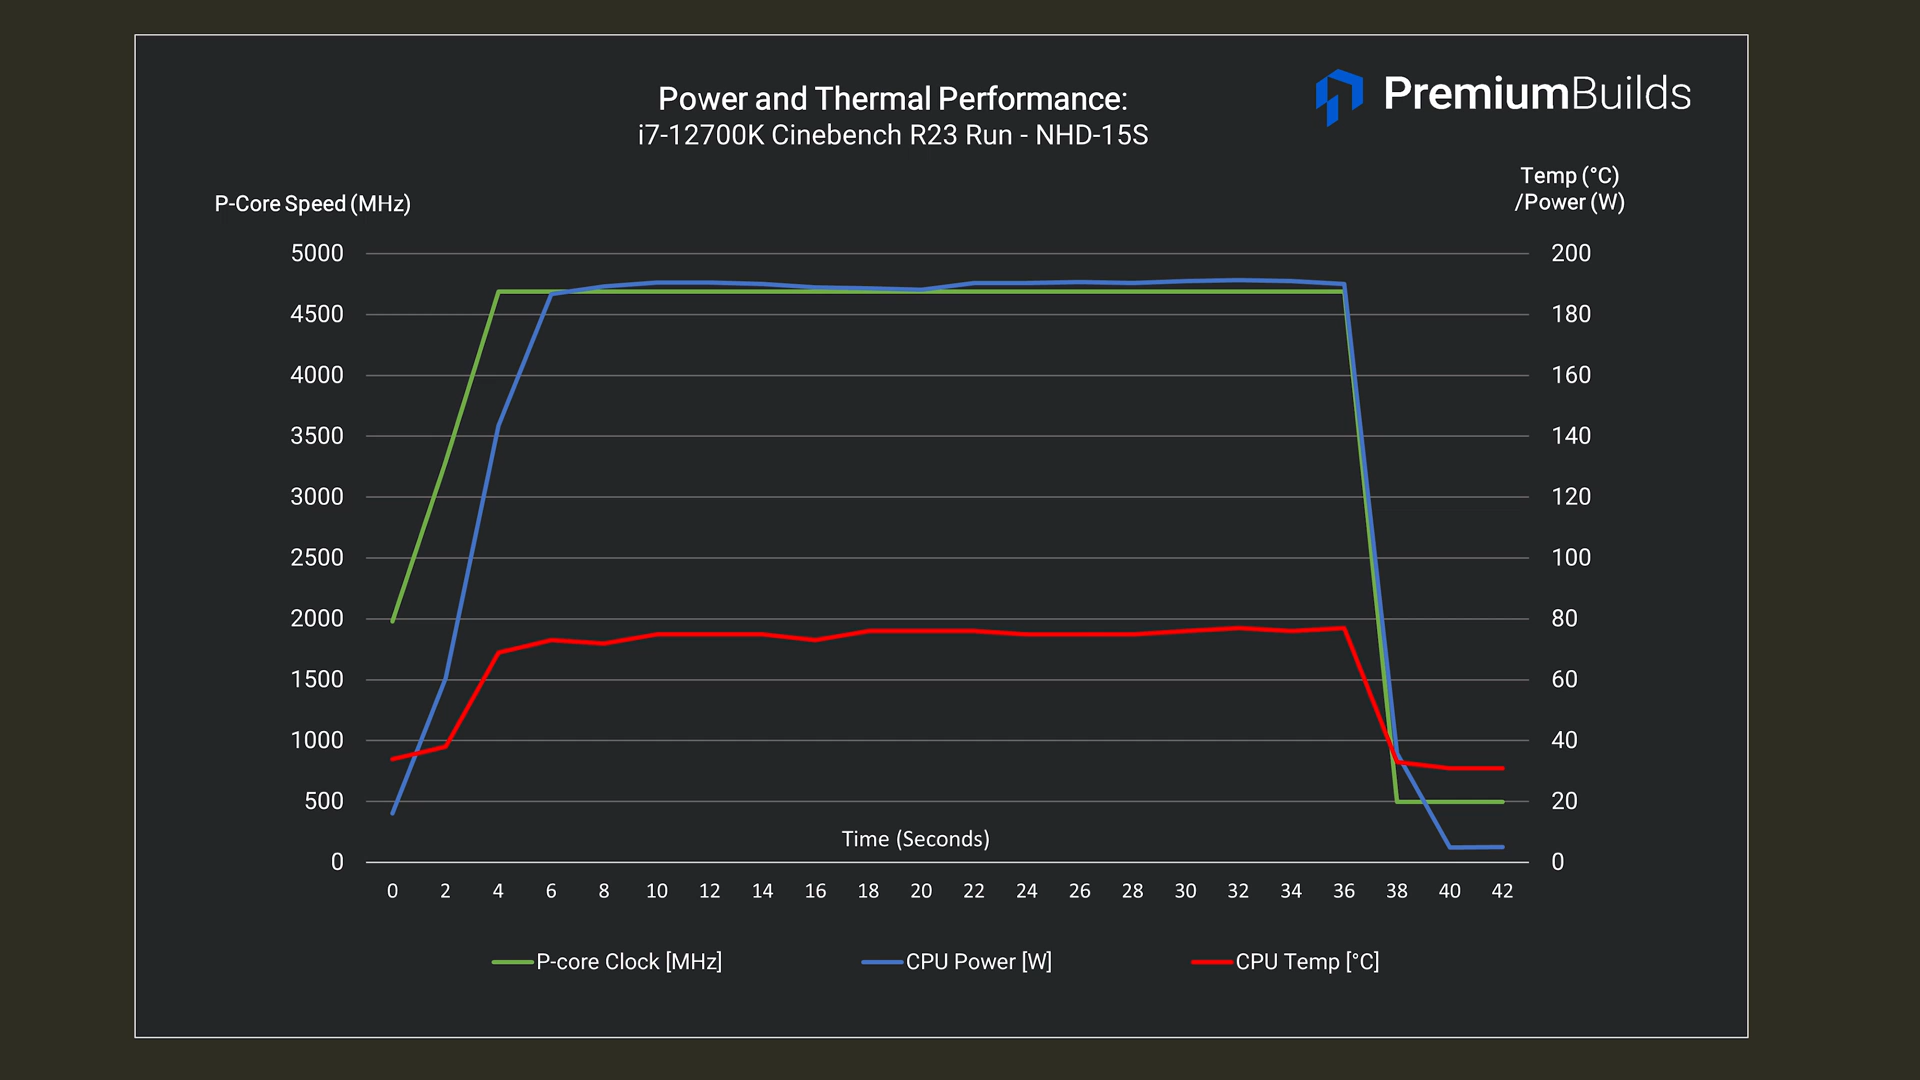 Power and Thermal Performance:
i7-12700K Cinebench R23 Run - NHD-15S
PremiumBuilds
P-Core Speed (MHz)
Temp (°C)
/Power (W)
5000
4500
4000
3500
3000
2500
2000
1500
1000
500
0
200
180
160
140
120
100
80
60
40
20
0
Time (Seconds)
0 2 4 6 8 10 12 14 16 18 20 22 24 26 28 30 32 34 36 38 40 42
P-core Clock [MHz] CPU Power [W] CPU Temp [°C]